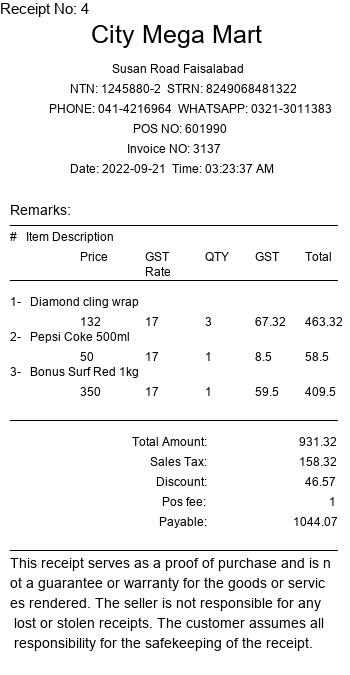 Receipt No: 4
City Mega Mart
Susan Road Faisalabad
NTN: 1245880-2 STRN: 8249068481322
PHONE: 041-4216964 WHATSAPP: 0321-3011383
POS NO: 601990
Invoice NO: 3137
Date: 2022-09-21 Time: 03:23:37 AM
Remarks:
# Item Description
Price GST Rate QTY GST Total
1- Diamond cling wrap
132 17 3 67.32 463.32
2- Pepsi Coke 500ml
50 17 1 8.5 58.5
3- Bonus Surf Red 1kg
350 17 1 59.5 409.5
Total Amount: 931.32
Sales Tax: 158.32
Discount: 46.57
Pos fee: 1
Payable: 1044.07
This receipt serves as a proof of purchase and is n
ot a guarantee or warranty for the goods or servic
es rendered. The seller is not responsible for any
lost or stolen receipts. The customer assumes all
responsibility for the safekeeping of the receipt.